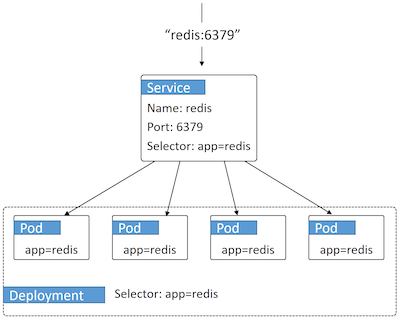 “redis:6379”
Service
Name: redis
Port: 6379
Selector: app=redis
Pod
app=redis
Pod
app=redis
Pod
app=redis
Pod
app=redis
Deployment
Selector: app=redis